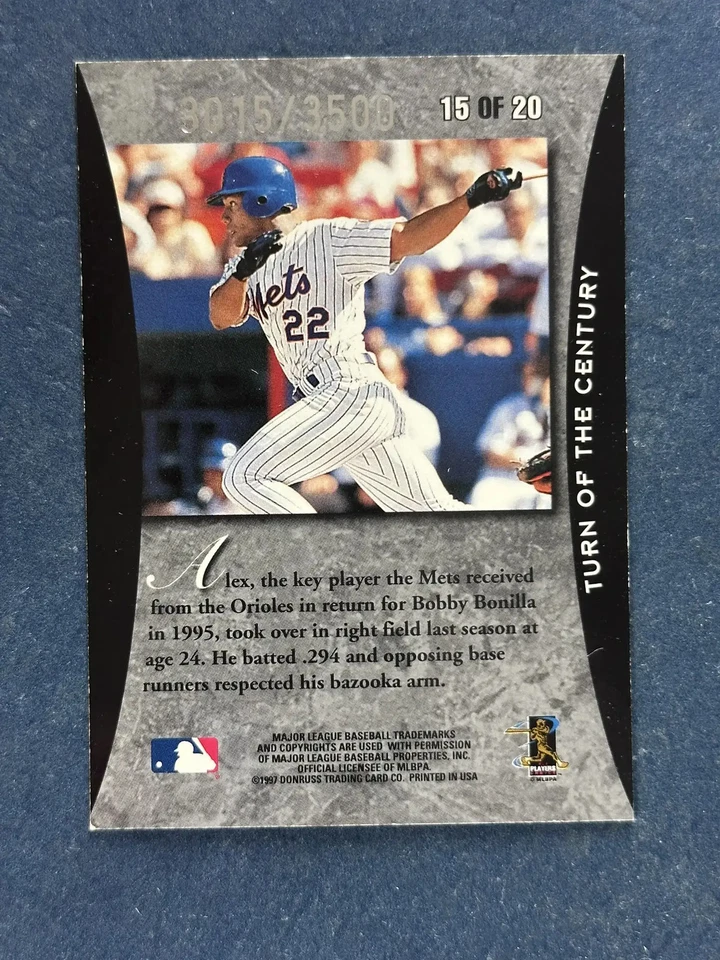 3015/3500
15 OF 20
Mets
22
TURN OF THE CENTURY
Alex, the key player the Mets received
from the Orioles in return for Bobby Bonilla
in 1995, took over in right field last season at
age 24. He batted .294 and opposing base
runners respected his bazooka arm.
MAJOR LEAGUE BASEBALL TRADEMARKS
AND COPYRIGHTS ARE USED WITH PERMISSION
OF MAJOR LEAGUE BASEBALL PROPERTIES, INC.
OFFICIAL LICENSEE OF MLBPA.
©1997 DONRUSS TRADING CARD CO. PRINTED IN USA
PLAYERS
© MLBPA